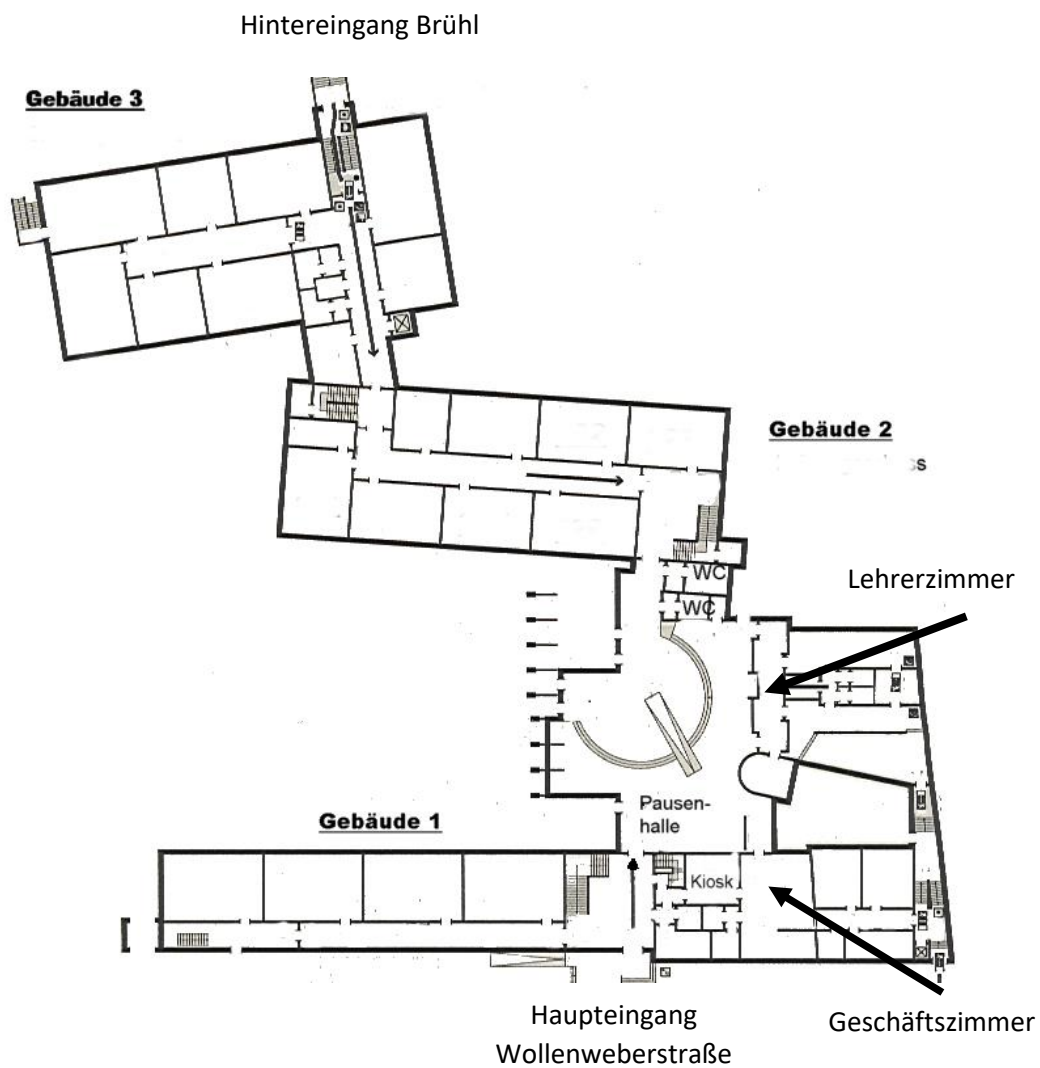 Hintereingang Brühl
Gebäude 3
Gebäude 2
Lehrerzimmer
WC
WC
Pausen-
halle
Gebäude 1
Kiosk
Haupteingang
Wollenweberstraße
Geschäftszimmer